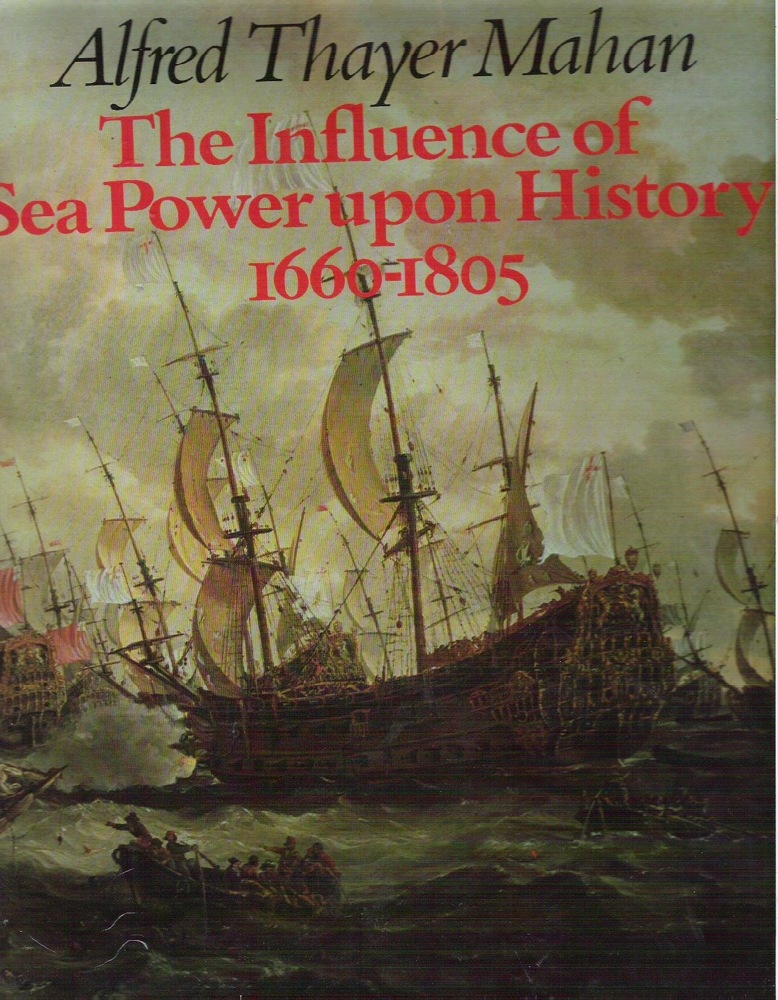 Alfred Thayer Mahan
The Influence of
Sea Power upon History
1660-1805